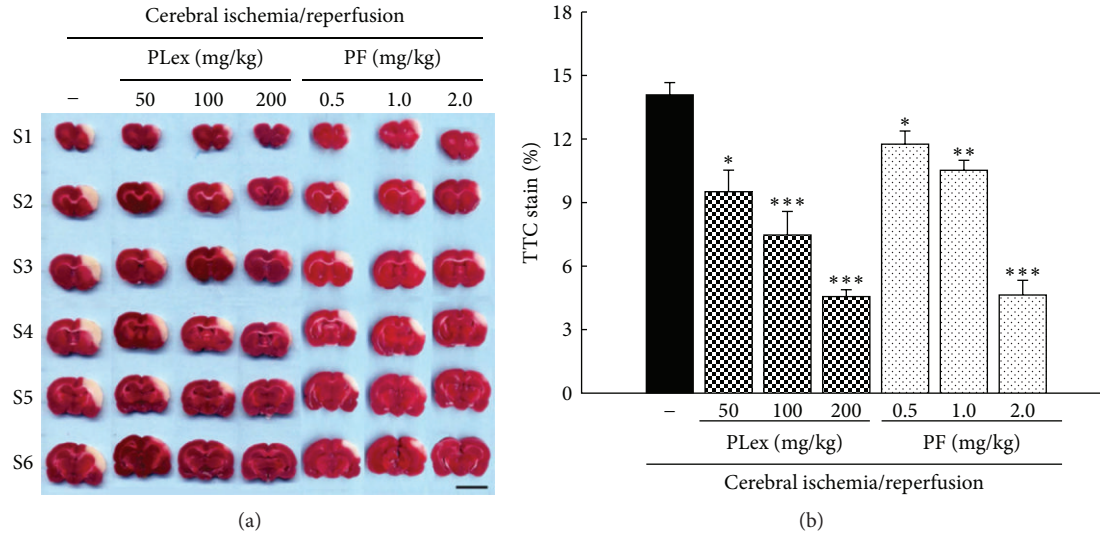 Cerebral ischemia/reperfusion
PLex (mg/kg) PF (mg/kg)
− 50 100 200 0.5 1.0 2.0
S1
S2
S3
S4
S5
S6
(a)
18
15
12
9
6
3
0
TTC stain (%)
* *** *** * ** ***
− 50 100 200 0.5 1.0 2.0
PLex (mg/kg) PF (mg/kg)
Cerebral ischemia/reperfusion
(b)